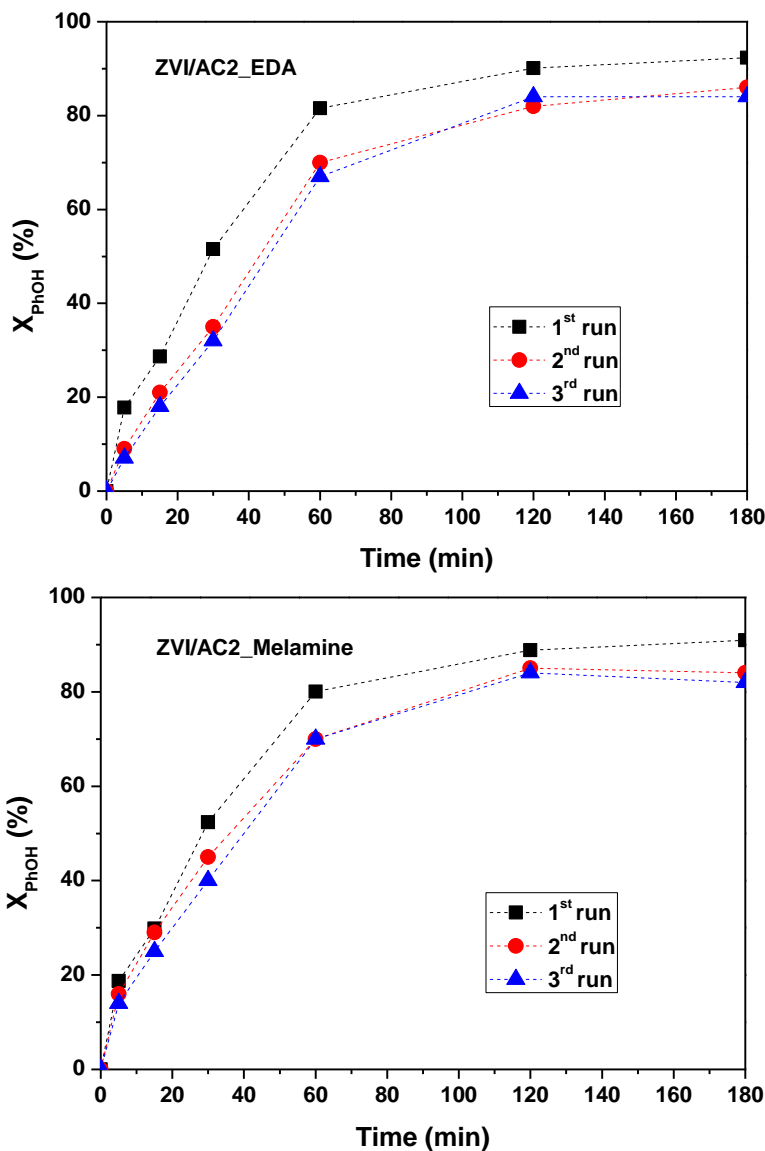 100
ZVI/AC2_EDA
80
60
X_PhOH (%)
40
1st run
2nd run
20
3rd run
0
0 20 40 60 80 100 120 140 160 180
Time (min)
100
ZVI/AC2_Melamine
80
60
X_PhOH (%)
40
1st run
2nd run
20
3rd run
0
0 20 40 60 80 100 120 140 160 180
Time (min)